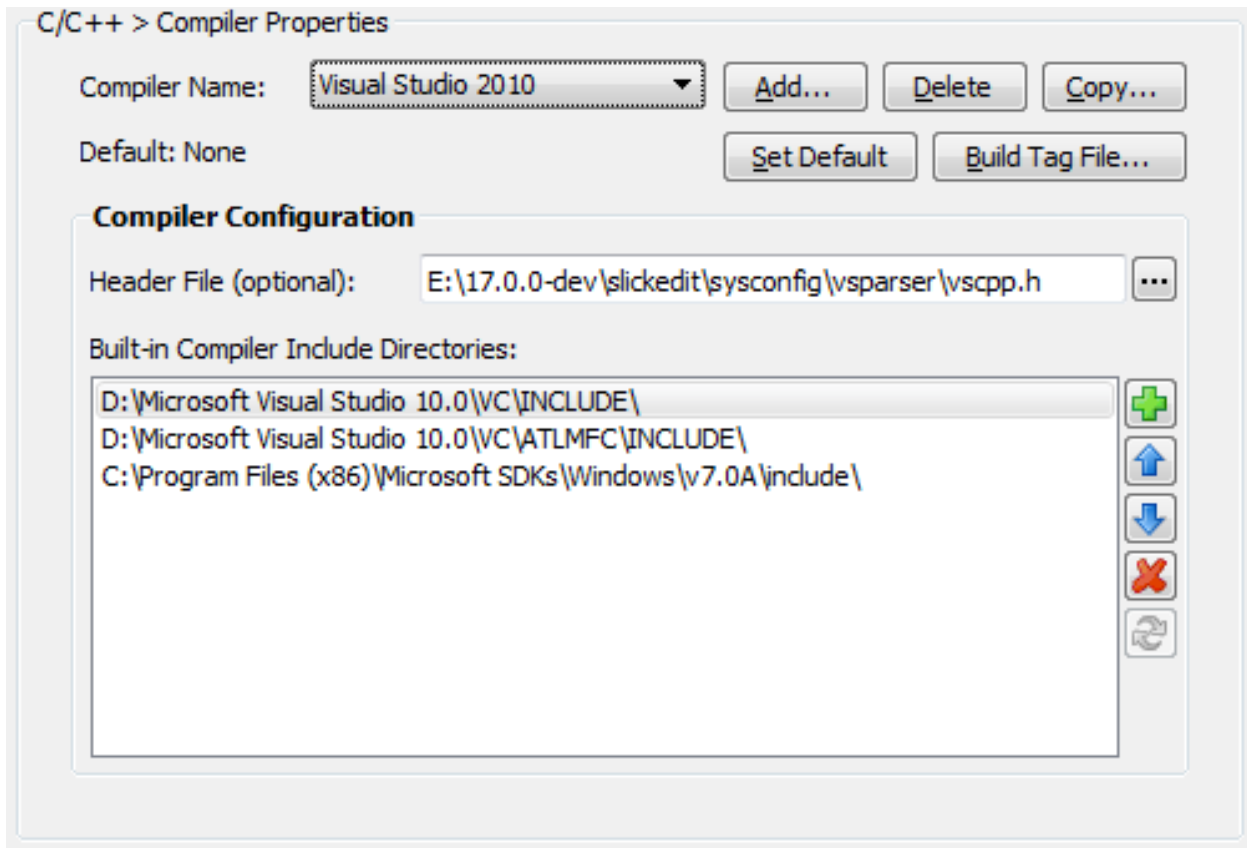 C/C++ > Compiler Properties
Compiler Name: Visual Studio 2010 Add... Delete Copy...
Default: None Set Default Build Tag File...
Compiler Configuration
Header File (optional): E:\17.0.0-dev\slickedit\sysconfig\vsparser\vscpp.h ...
Built-in Compiler Include Directories:
D:\Microsoft Visual Studio 10.0\VC\INCLUDE\
D:\Microsoft Visual Studio 10.0\VC\ATLMFC\INCLUDE\
C:\Program Files (x86)\Microsoft SDKs\Windows\v7.0A\include\